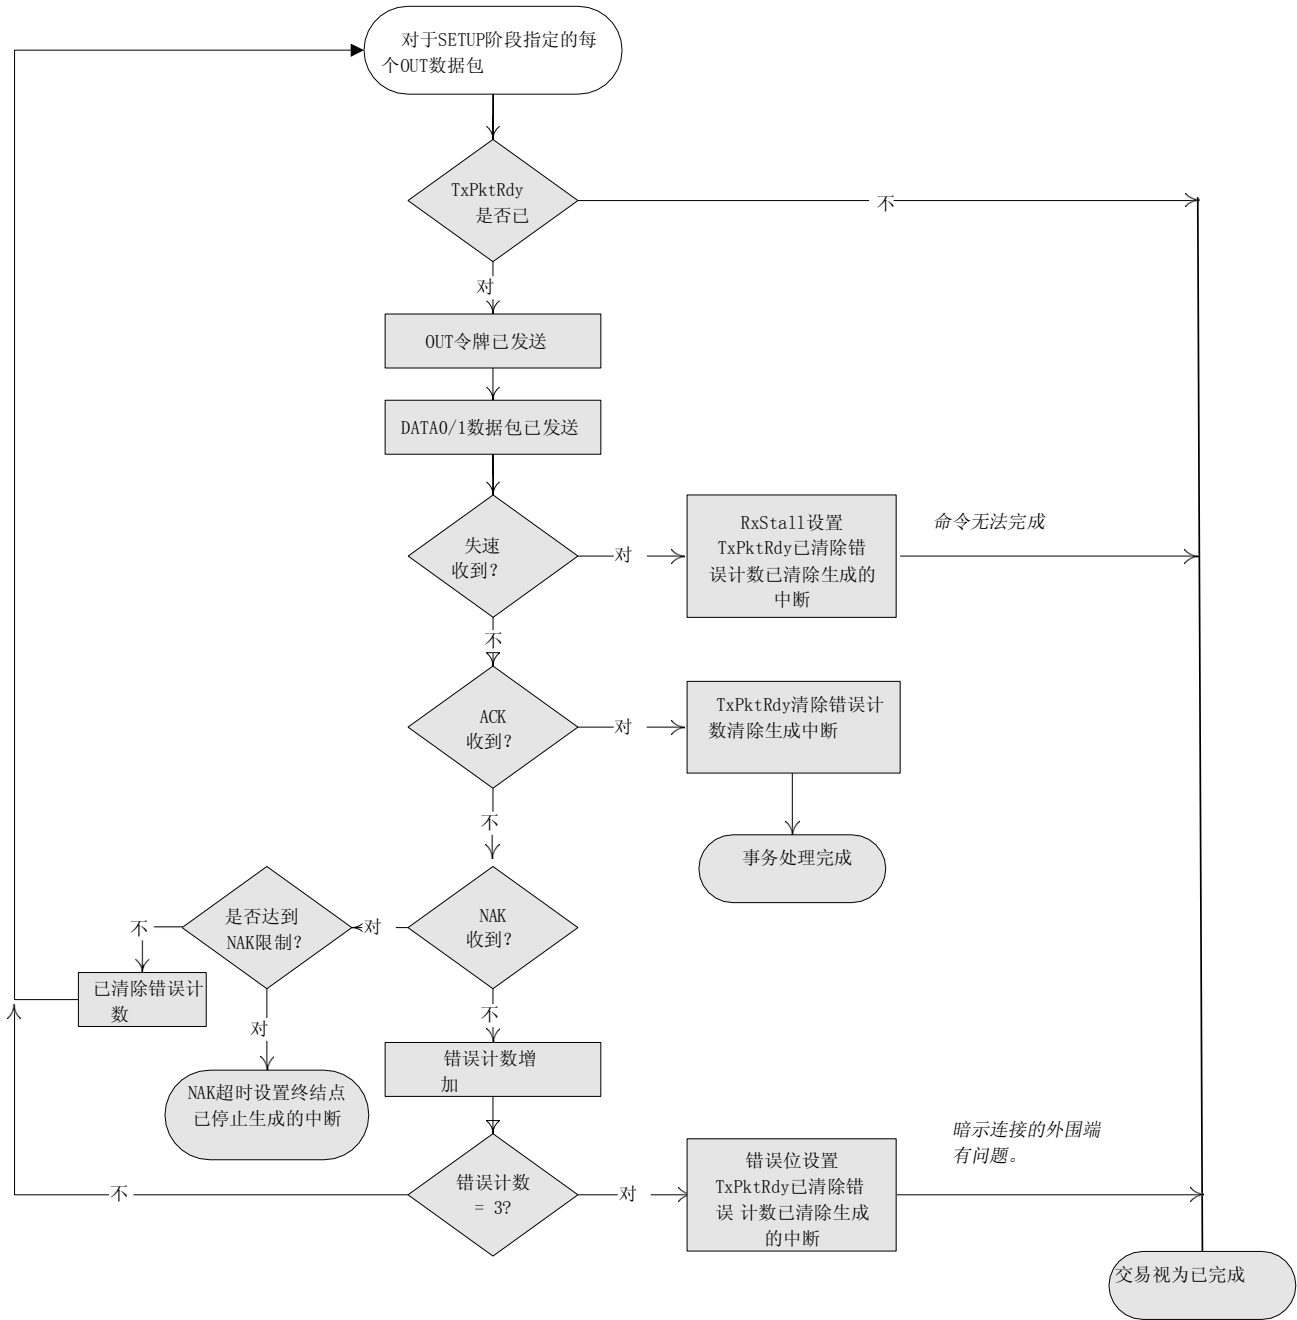 对于SETUP阶段指定的每
个OUT数据包
TxPktRdy
是否已
不
对
OUT令牌已发送
DATA0/1数据包已发送
失速
收到？
对
RxStall设置
TxPktRdy已清除错
误计数已清除生成的
中断
命令无法完成
不
ACK
收到？
对
TxPktRdy清除错误计
数清除生成中断
不
事务处理完成
NAK
收到？
对
是否达到
NAK限制？
不
已清除错误计
数
对
NAK超时设置终结点
已停止生成的中断
不
错误计数增
加
错误计数
= 3?
不
对
错误位设置
TxPktRdy已清除错
误 计数已清除生成
的中断
暗示连接的外围端
有问题。
交易视为已完成